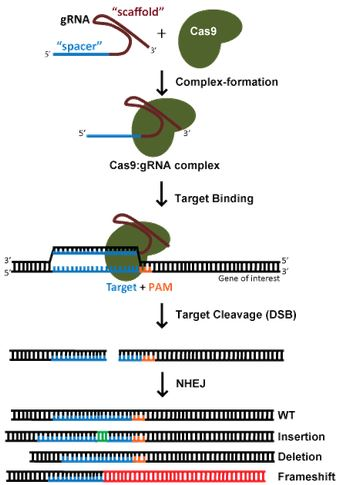 gRNA
"scaffold"
"spacer"
5′
3′
+
Cas9
Complex-formation
5′
3′
Cas9:gRNA complex
Target Binding
3′
5′
5′
3′
Gene of interest
Target + PAM
Target Cleavage (DSB)
NHEJ
WT
Insertion
Deletion
Frameshift